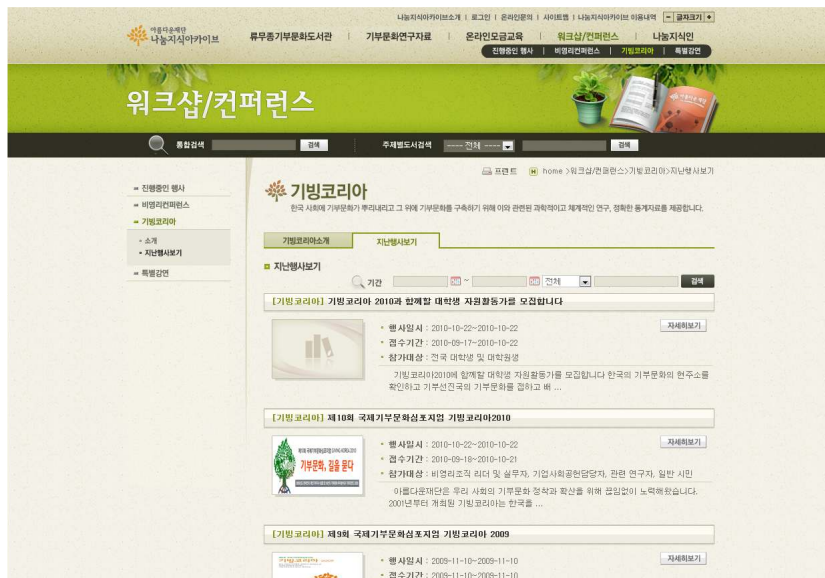 나눔지식아카이브소개 | 로그인 | 온라인문의 | 사이트맵 | 나눔지식아카이브 이용내역 - 글자크기 +
아름다운재단
나눔지식아카이브
류무종기부문화도서관 | 기부문화연구자료 | 온라인모금교육 | 워크샵/컨퍼런스 | 나눔지식인
진행중인 행사 | 비영리컨퍼런스 | 기빙코리아 | 특별강연
워크샵/컨퍼런스
통합검색 검색 주제별도서검색 ---- 전체 ---- 검색
프린트 H home >워크샵/컨퍼런스>기빙코리아>지난행사보기
진행중인 행사
비영리컨퍼런스
기빙코리아
소개
지난행사보기
특별강연
기빙코리아
한국 사회에 기부문화가 뿌리내리고 그 위에 기부문화를 구축하기 위해 이와 관련된 과학적이고 체계적인 연구, 정확한 통계자료를 제공합니다.
기빙코리아소개 지난행사보기
지난행사보기
기간 ~ 전체 검색
[기빙코리아] 기빙코리아 2010과 함께할 대학생 자원활동가를 모집합니다
행사일시 : 2010-10-22~2010-10-22 자세히보기
접수기간 : 2010-09-17~2010-10-22
참가대상 : 전국 대학생 및 대학원생
기빙코리아2010에 함께할 대학생 자원활동가를 모집합니다 한국의 기부문화의 현주소를
확인하고 기부선진국의 기부문화를 접하고 배 ...
[기빙코리아] 제10회 국제기부문화심포지엄 기빙코리아2010
기부문화, 길을 묻다
행사일시 : 2010-10-22~2010-10-22 자세히보기
접수기간 : 2010-09-18~2010-10-21
참가대상 : 비영리조직 리더 및 실무자, 기업사회공헌담당자, 관련 연구자, 일반 시민
아름다운재단은 우리 사회의 기부문화 정착과 확산을 위해 끊임없이 노력해왔습니다.
2001년부터 개최된 기빙코리아는 한국을 ...
[기빙코리아] 제9회 국제기부문화심포지엄 기빙코리아 2009
행사일시 : 2009-11-10~2009-11-10 자세히보기
접수기간 : 2009-11-10~2009-11-10